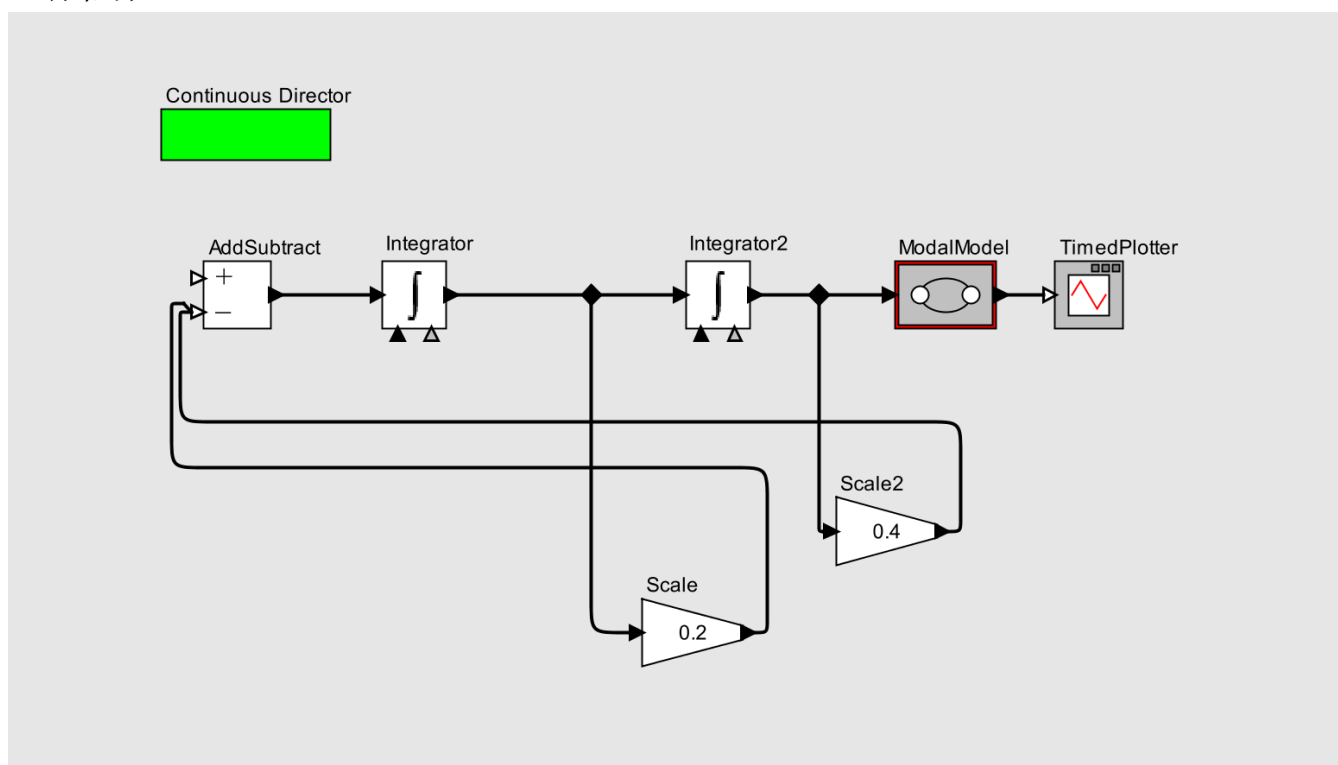 Continuous Director
AddSubtract
Integrator
Integrator2
ModalModel
TimedPlotter
+
−
∫
∫
Scale2
0.4
Scale
0.2